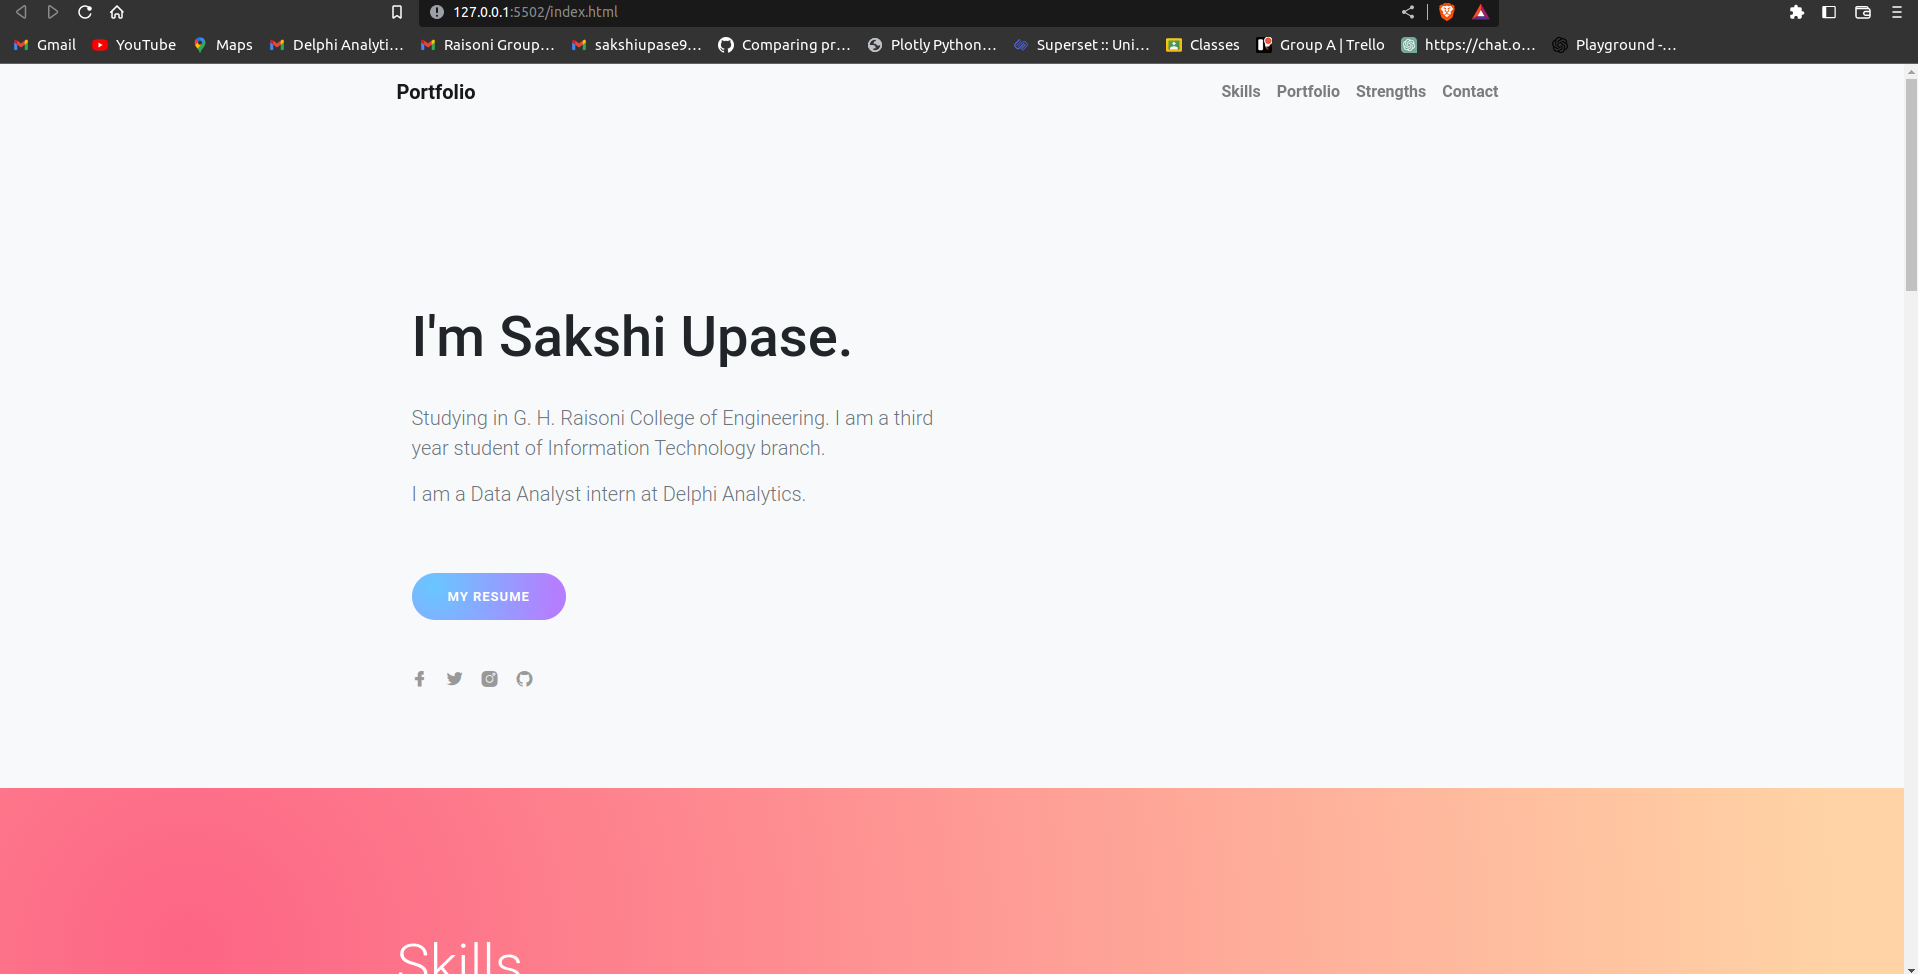 127.0.0.1:5502/index.html
Gmail YouTube Maps Delphi Analyti... Raisoni Group... sakshiupase9... Comparing pr... Plotly Python... Superset :: Uni... Classes Group A | Trello https://chat.o... Playground -...
Portfolio Skills Portfolio Strengths Contact
I'm Sakshi Upase.
Studying in G. H. Raisoni College of Engineering. I am a third
year student of Information Technology branch.
I am a Data Analyst intern at Delphi Analytics.
MY RESUME
Skills